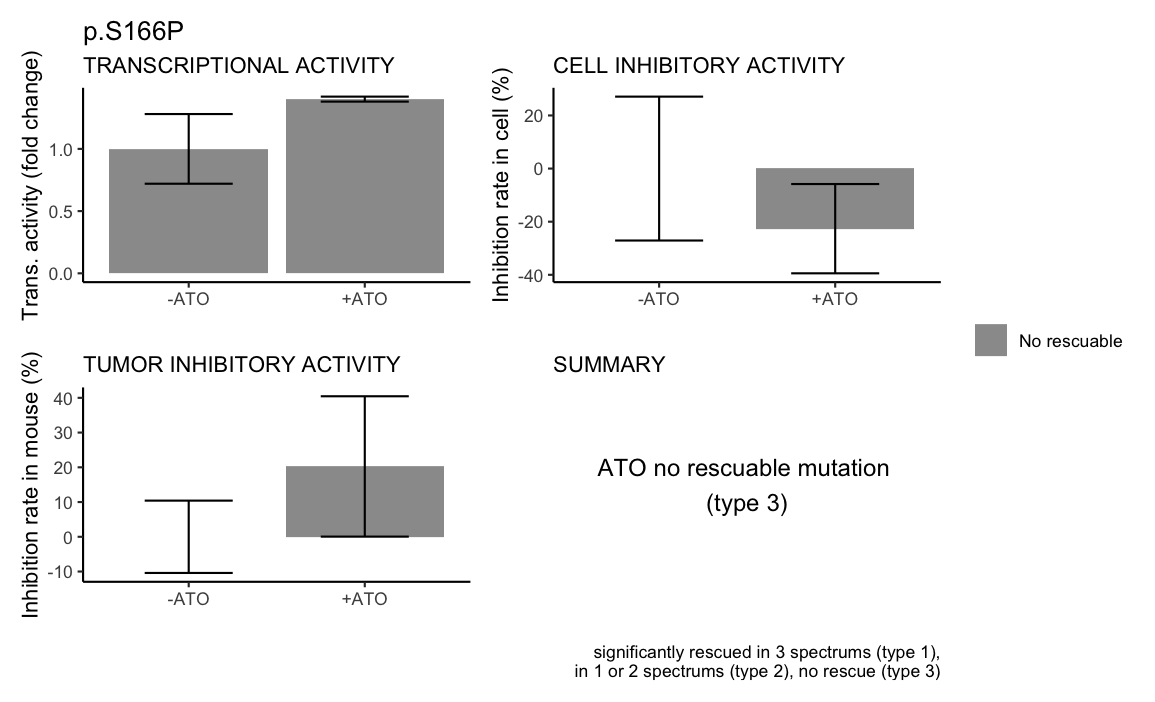 p.S166P
TRANSCRIPTIONAL ACTIVITY
Trans. activity (fold change)
1.0
0.5
0.0
-ATO
+ATO
CELL INHIBITORY ACTIVITY
Inhibition rate in cell (%)
20
0
-20
-40
-ATO
+ATO
No rescuable
TUMOR INHIBITORY ACTIVITY
Inhibition rate in mouse (%)
40
30
20
10
0
-10
-ATO
+ATO
SUMMARY
ATO no rescuable mutation
(type 3)
significantly rescued in 3 spectrums (type 1),
in 1 or 2 spectrums (type 2), no rescue (type 3)